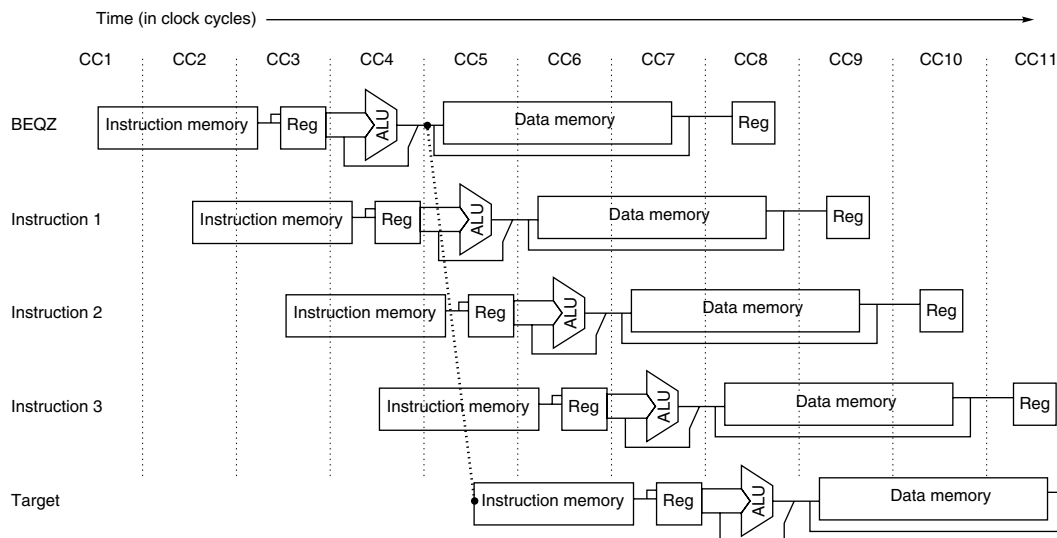 Time (in clock cycles)
CC1 CC2 CC3 CC4 CC5 CC6 CC7 CC8 CC9 CC10 CC11
BEQZ Instruction memory Reg ALU Data memory Reg
Instruction 1 Instruction memory Reg ALU Data memory Reg
Instruction 2 Instruction memory Reg ALU Data memory Reg
Instruction 3 Instruction memory Reg ALU Data memory Reg
Target Instruction memory Reg ALU Data memory